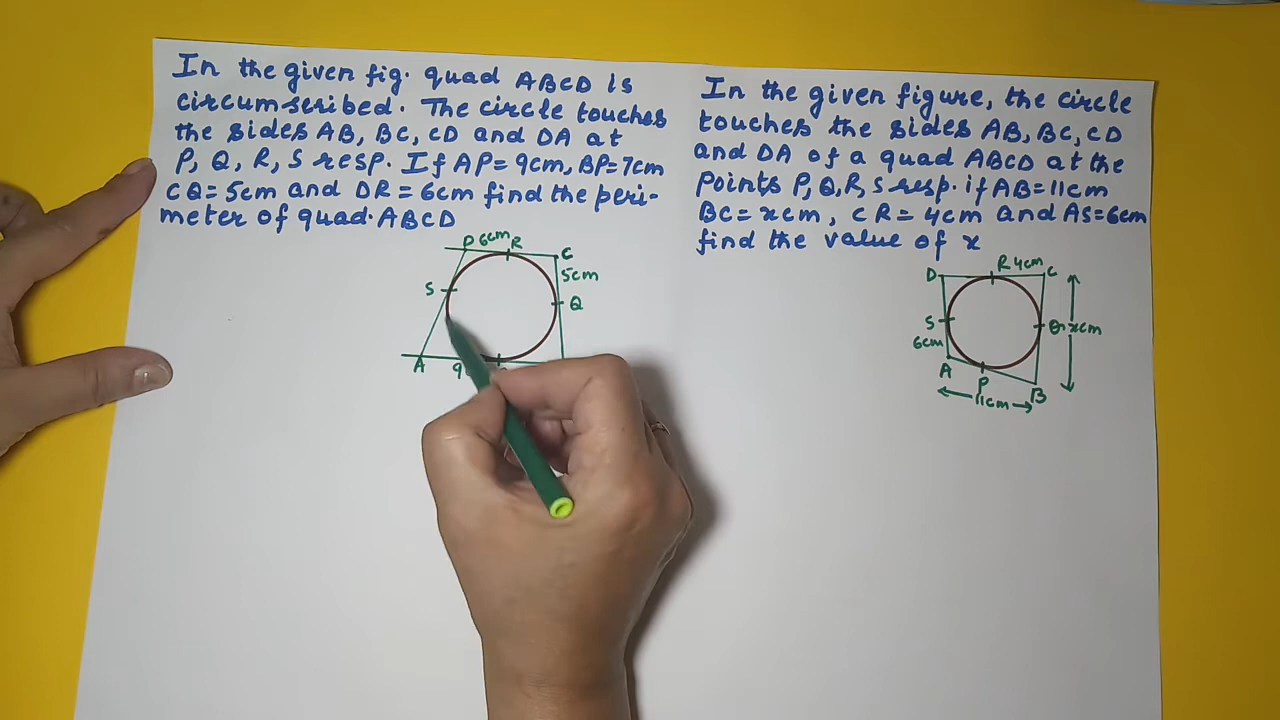 In the given fig. quad ABCD is
circumscribed. The circle touches
the sides AB, BC, CD and DA at
P, Q, R, S resp. If AP = 9cm, BP = 7cm
CQ = 5cm and DR = 6cm find the peri-
meter of quad. ABCD
D 6cm R C
5cm
S Q
A
In the given figure, the circle
touches the sides AB, BC, CD
and DA of a quad ABCD at the
points P, Q, R, S resp. if AB = 11cm
BC = xcm, CR = 4cm and AS = 6cm
find the value of x
D R 4cm C
S Q xcm
6cm
A P B
11cm